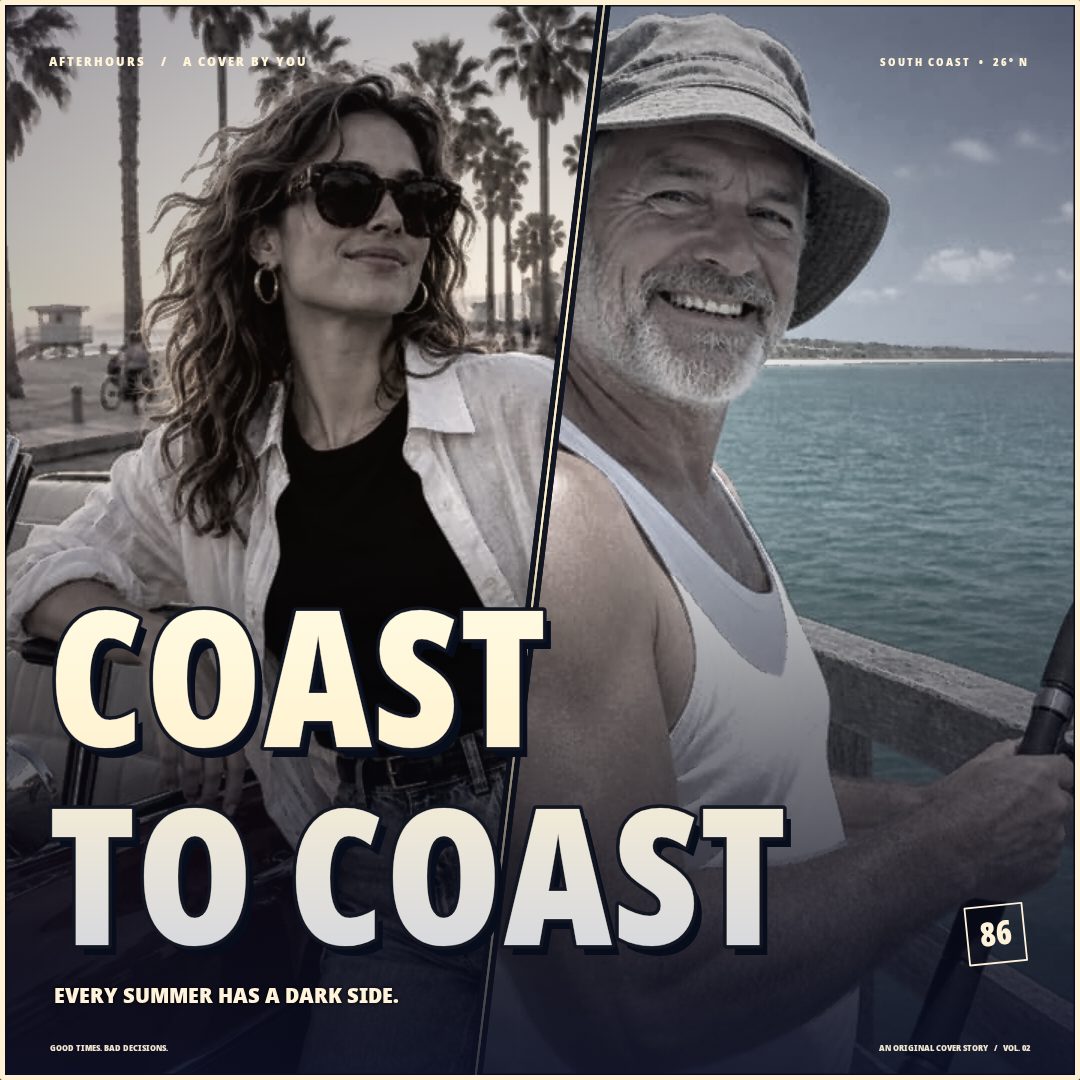 AFTERHOURS / A COVER BY YOU
SOUTH COAST • 26° N
COAST
TO COAST
86
EVERY SUMMER HAS A DARK SIDE.
GOOD TIMES. BAD DECISIONS.
AN ORIGINAL COVER STORY / VOL. 02